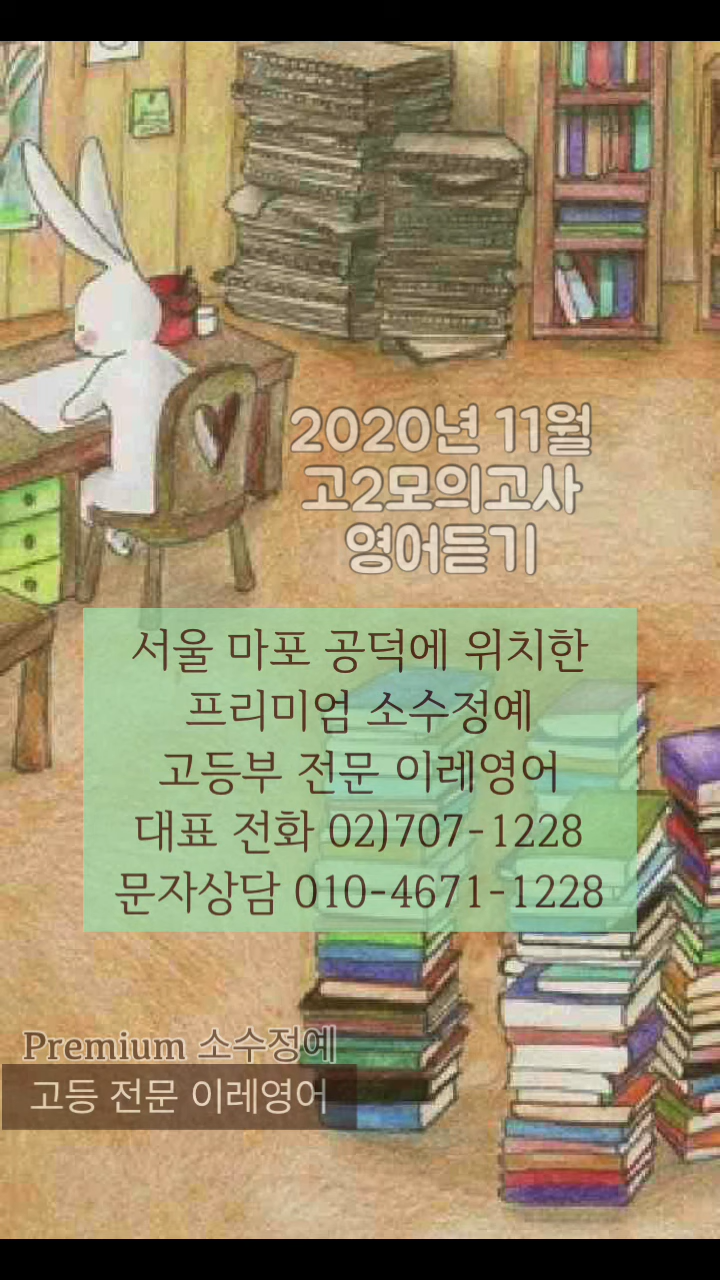 2020년 11월
고2모의고사
영어듣기
서울 마포 공덕에 위치한
프리미엄 소수정예
고등부 전문 이레영어
대표 전화 02)707-1228
문자상담 010-4671-1228
Premium 소수정예
고등 전문 이레영어